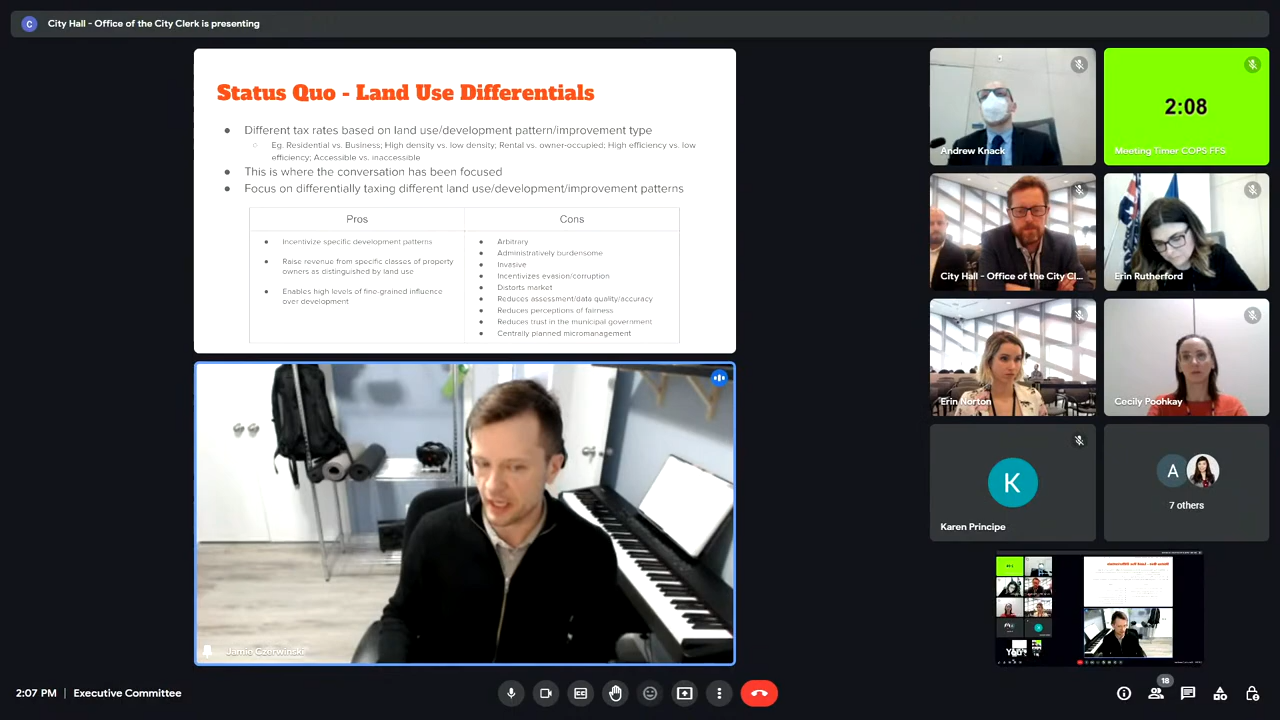 C
City Hall - Office of the City Clerk is presenting
Status Quo - Land Use Differentials
Different tax rates based on land use/development pattern/improvement type
Eg. Residential vs. Business; High density vs. low density; Rental vs. owner-occupied; High efficiency vs. low
efficiency; Accessible vs. inaccessible
This is where the conversation has been focused
Focus on differentially taxing different land use/development/improvement patterns
Pros
Cons
Incentivize specific development patterns
Raise revenue from specific classes of property
owners as distinguished by land use
Enables high levels of fine-grained influence
over development
Arbitrary
Administratively burdensome
Invasive
Incentivizes evasion/corruption
Distorts market
Reduces assessment/data quality/accuracy
Reduces perceptions of fairness
Reduces trust in the municipal government
Centrally planned micromanagement
Jamie Czerwinski
Andrew Knack
2:08
Meeting Timer COPS FFS
City Hall - Office of the City Cl...
Erin Rutherford
Erin Norton
Cecily Poohkay
K
Karen Principe
A
7 others
2:07 PM | Executive Committee
18